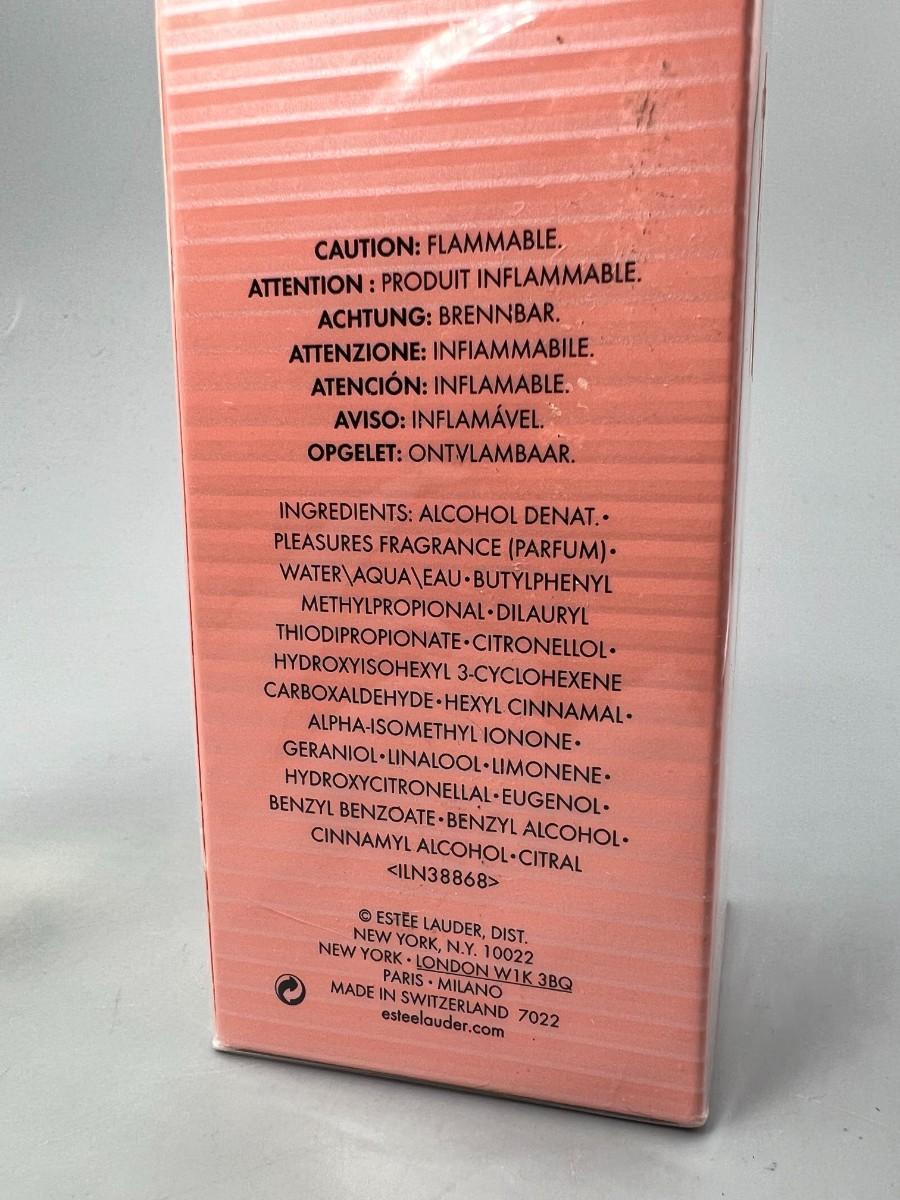 CAUTION: FLAMMABLE.
ATTENTION : PRODUIT INFLAMMABLE.
ACHTUNG: BRENNBAR.
ATTENZIONE: INFIAMMABILE.
ATENCIÓN: INFLAMABLE.
AVISO: INFLAMÁVEL.
OPGELET: ONTVLAMBAAR.
INGREDIENTS: ALCOHOL DENAT.•
PLEASURES FRAGRANCE (PARFUM)•
WATER\AQUA\EAU•BUTYLPHENYL
METHYLPROPIONAL•DILAURYL
THIODIPROPIONATE•CITRONELLOL•
HYDROXYISOHEXYL 3-CYCLOHEXENE
CARBOXALDEHYDE•HEXYL CINNAMAL•
ALPHA-ISOMETHYL IONONE•
GERANIOL•LINALOOL•LIMONENE•
HYDROXYCITRONELLAL•EUGENOL•
BENZYL BENZOATE•BENZYL ALCOHOL•
CINNAMYL ALCOHOL•CITRAL
<ILN38868>
© ESTĒE LAUDER, DIST.
NEW YORK, N.Y. 10022
NEW YORK • LONDON W1K 3BQ
PARIS • MILANO
MADE IN SWITZERLAND 7022
esteelauder.com